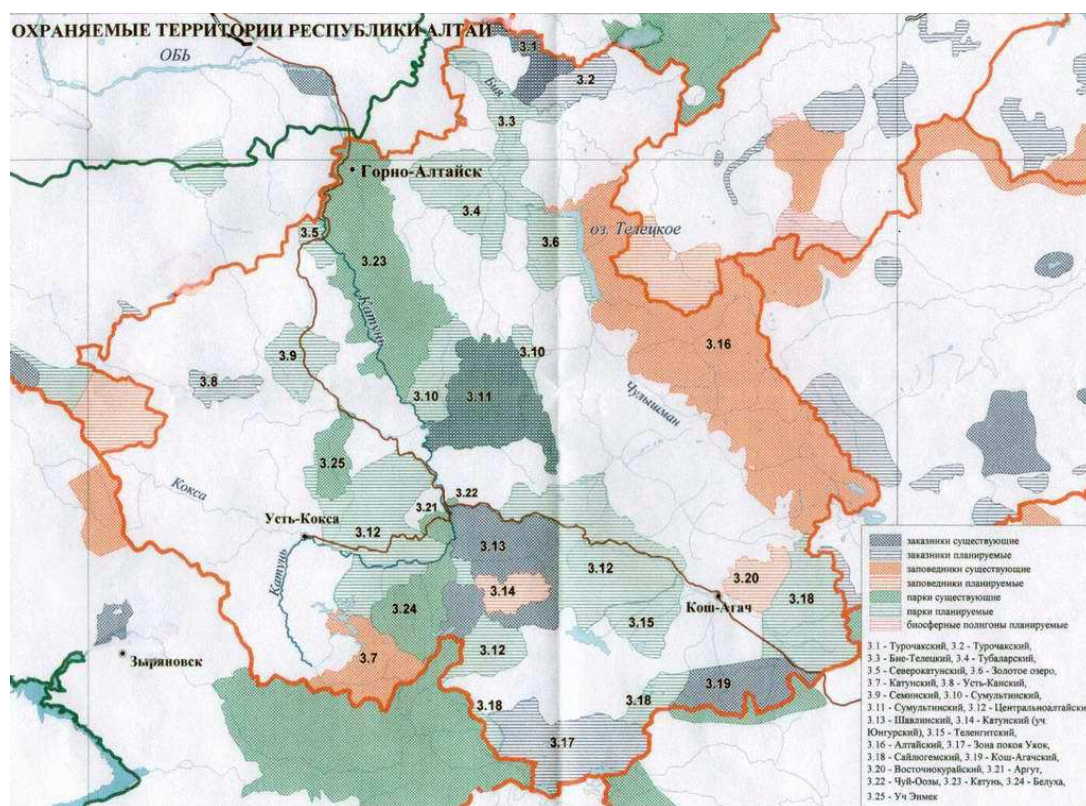 ОХРАНЯЕМЫЕ ТЕРРИТОРИИ РЕСПУБЛИКИ АЛТАЙ
ОБЬ
3.1
3.2
Бия
3.3
Горно-Алтайск
3.4
3.5
3.6
оз. Телецкое
3.23
Катунь
3.16
3.9
3.10
3.8
3.10
3.11
Чулышман
3.25
Кокса
3.22
3.21
Усть-Кокса
3.12
3.13
3.12
Катунь
3.14
3.20
Кош-Агач
3.24
3.18
3.15
3.12
Зыряновск
3.7
3.19
3.18
3.18
3.17
заказники существующие
заказники планируемые
заповедники существующие
заповедники планируемые
парки существующие
парки планируемые
биосферные полигоны планируемые
3.1 - Турочакский, 3.2 - Турочакский,
3.3 - Бие-Телецкий, 3.4 - Тубаларский,
3.5 - Северокатунский, 3.6 - Золотое озеро,
3.7 - Катунский, 3.8 - Усть-Канский,
3.9 - Семинский, 3.10 - Сумультинский,
3.11 - Сумультинский, 3.12 - Центральноалтайски
3.13 - Шавлинский, 3.14 - Катунский (уч.
Юнгурский), 3.15 - Теленгитский,
3.16 - Алтайский, 3.17 - Зона покоя Укок,
3.18 - Сайлюгемский, 3.19 - Кош-Агачский,
3.20 - Восточнокурайский, 3.21 - Аргут,
3.22 - Чуй-Оозы, 3.23 - Катунь, 3.24 - Белуха,
3.25 - Уч Энмек